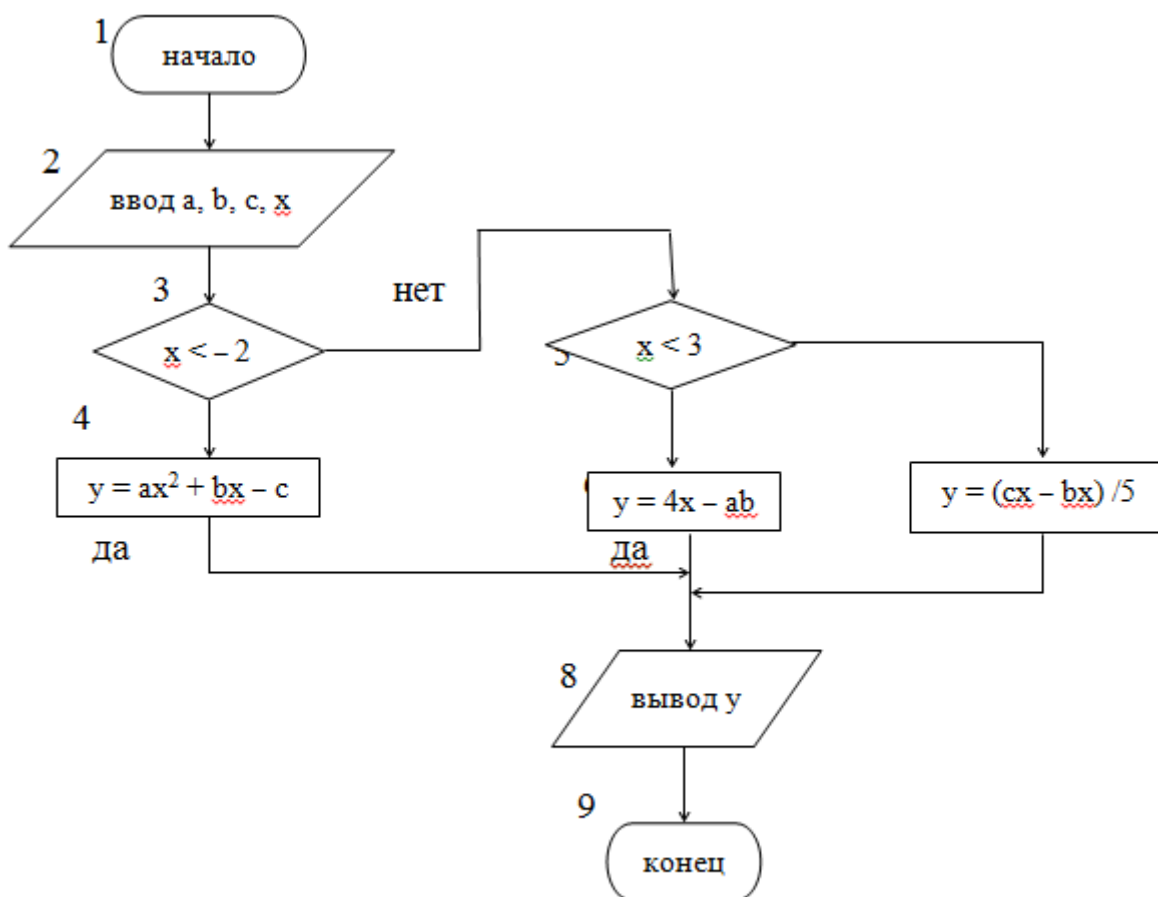 1
начало
2
ввод a, b, c, x
3
x < – 2
нет
5
x < 3
4
y = ax² + bx – c
y = 4x – ab
y = (cx – bx) /5
да
да
8
вывод y
9
конец